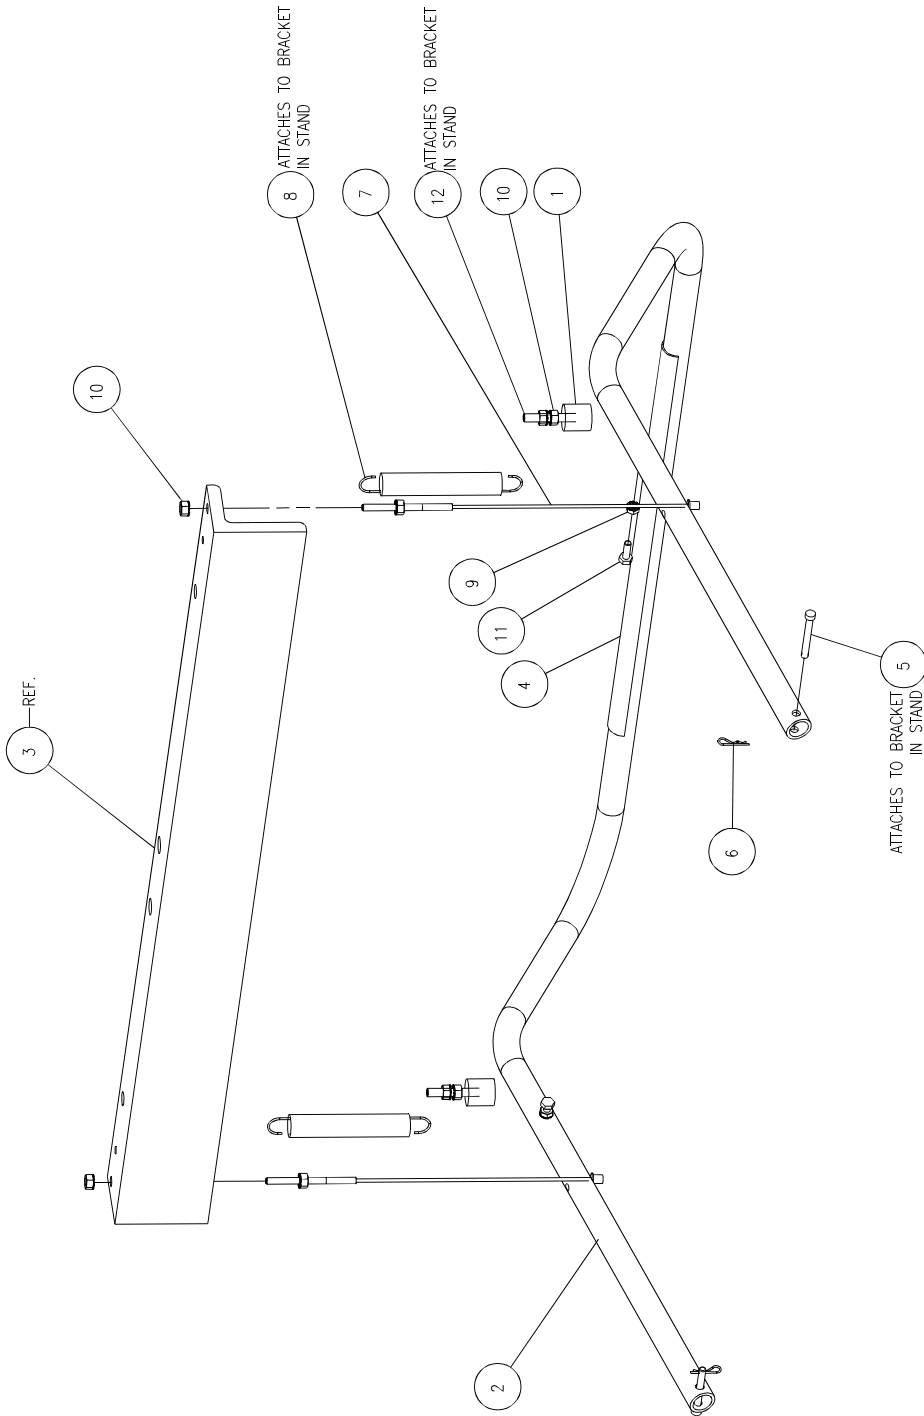 ATTACHES TO BRACKET
IN STAND
8
7
ATTACHES TO BRACKET
IN STAND
12
10
1
10
9
11
4
3
REF.
5
ATTACHES TO BRACKET
IN STAND
6
2